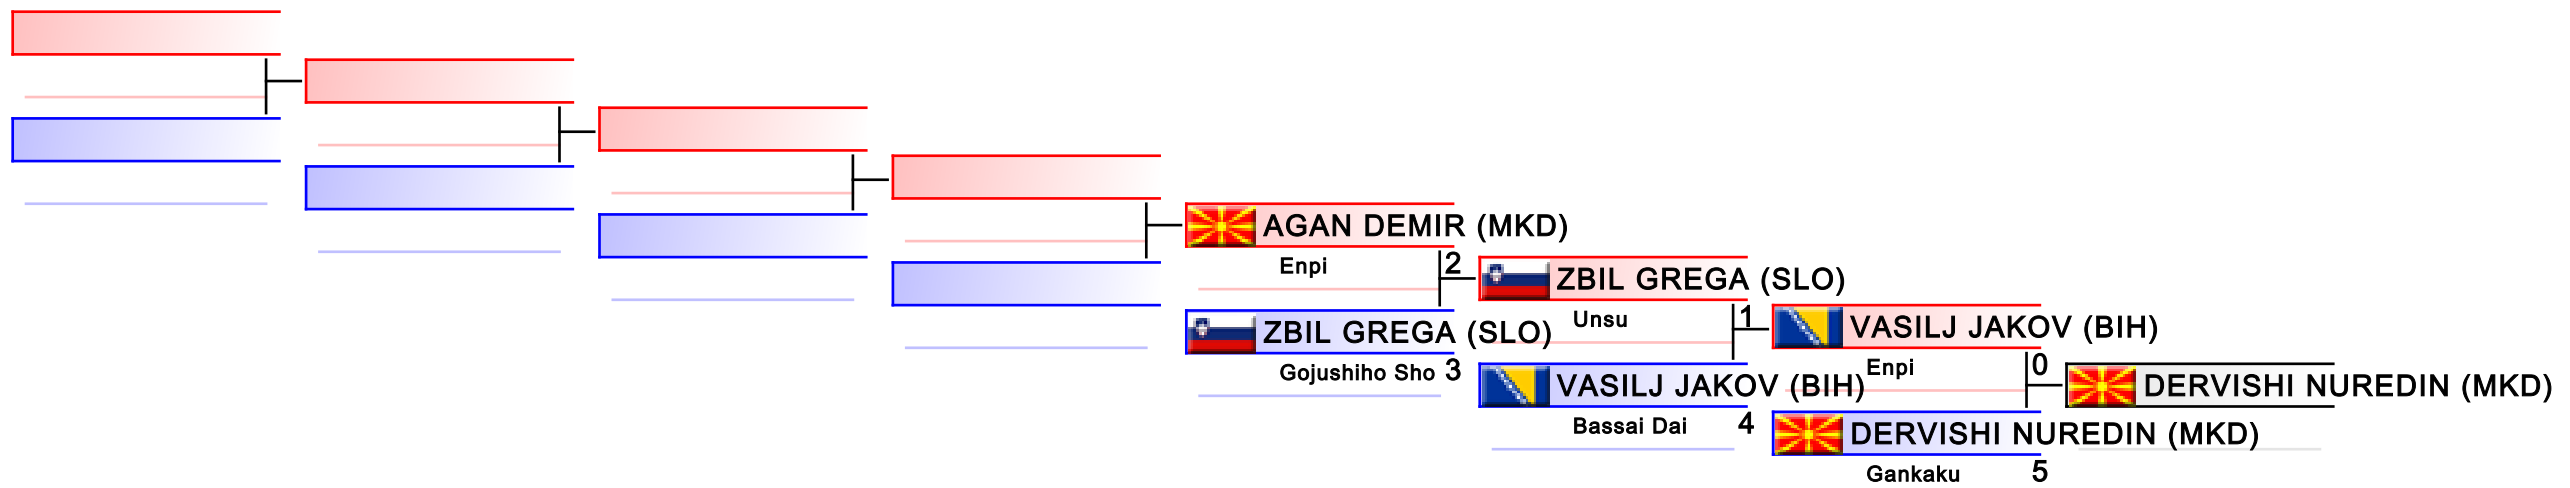 AGAN DEMIR (MKD)
Enpi 2
ZBIL GREGA (SLO)
Gojushiho Sho 3
ZBIL GREGA (SLO)
Unsu 1
VASILJ JAKOV (BIH)
Bassai Dai 4
VASILJ JAKOV (BIH)
Enpi 0
DERVISHI NUREDIN (MKD)
Gankaku 5
DERVISHI NUREDIN (MKD)